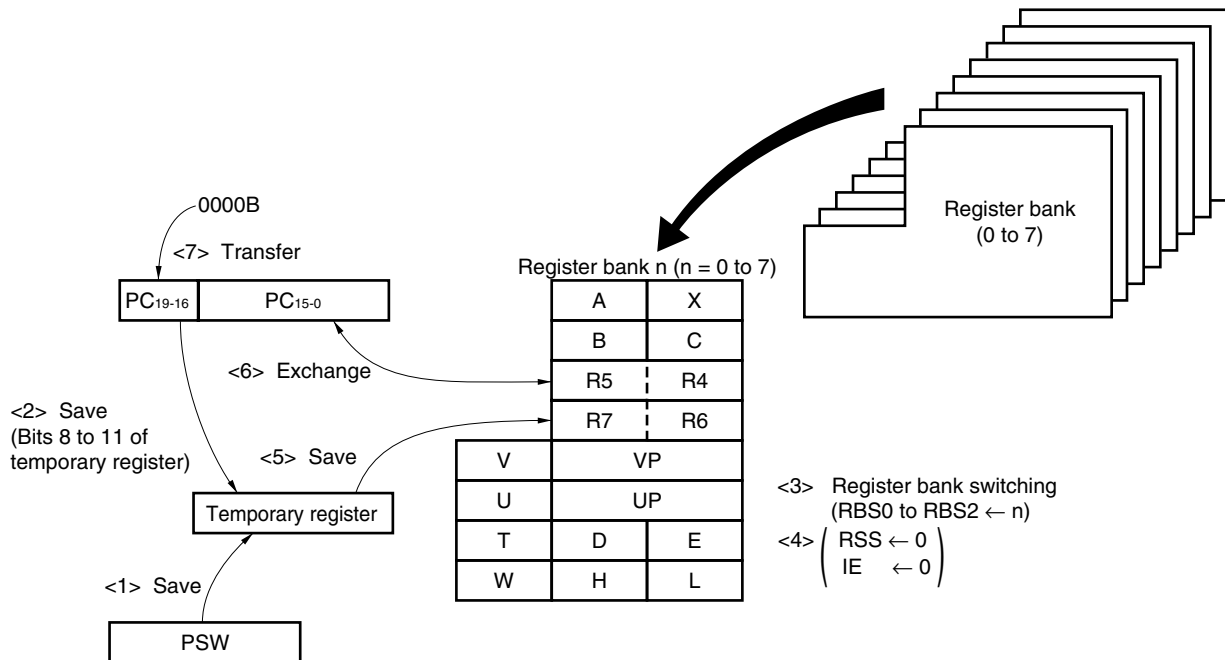 Register bank
(0 to 7)
0000B
<7> Transfer
Register bank n (n = 0 to 7)
PC19-16
PC15-0
A
X
B
C
<6> Exchange
R5
R4
<2> Save
(Bits 8 to 11 of
temporary register)
R7
R6
<5> Save
V
VP
<3> Register bank switching
(RBS0 to RBS2 ← n)
Temporary register
U
UP
<4> ( RSS ← 0
IE ← 0 )
T
D
E
<1> Save
W
H
L
PSW